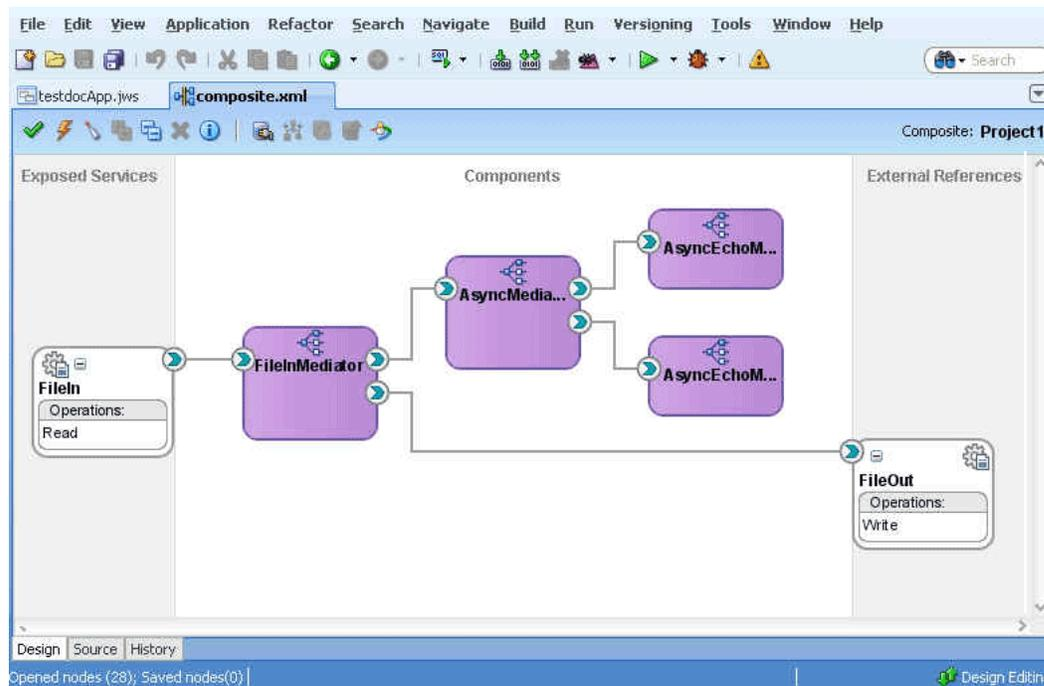 File Edit View Application Refactor Search Navigate Build Run Versioning Tools Window Help
Search
testdocApp.jws composite.xml
Composite: Project1
Exposed Services Components External References
AsyncEchoM...
AsyncMedia...
FileInMediator
AsyncEchoM...
FileIn
Operations:
Read
FileOut
Operations:
Write
Design Source History
Opened nodes (28); Saved nodes(0) Design Editin